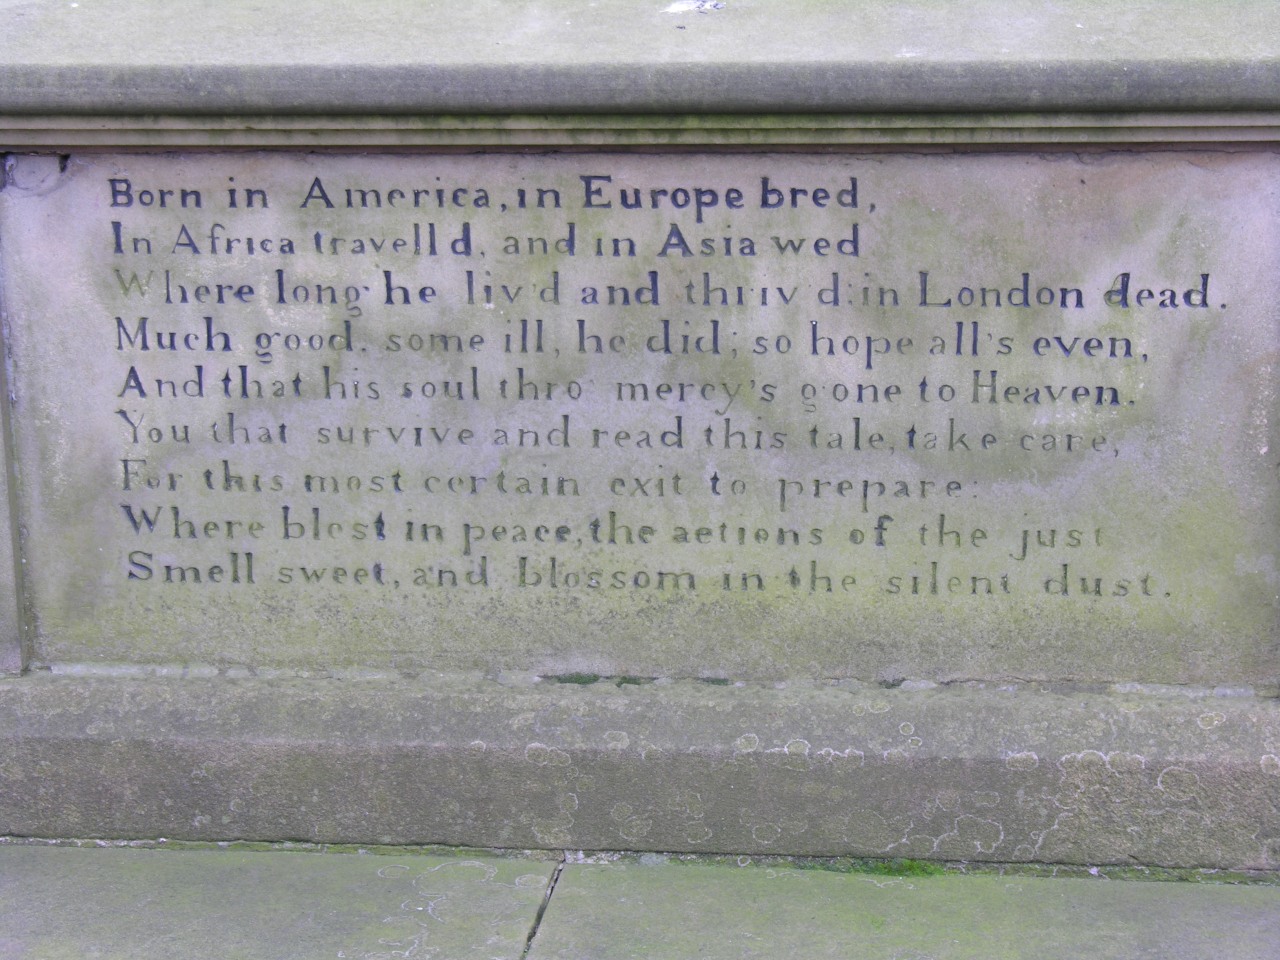 Born in America, in Europe bred,
In Africa travell'd, and in Asia wed
Where long he liv'd and thriv'd; in London dead.
Much good, some ill, he did; so hope all's even,
And that his soul thro' mercy's gone to Heaven.
You that survive and read this tale, take care,
For this most certain exit to prepare:
Where blest in peace, the actions of the just
Smell sweet, and blossom in the silent dust.